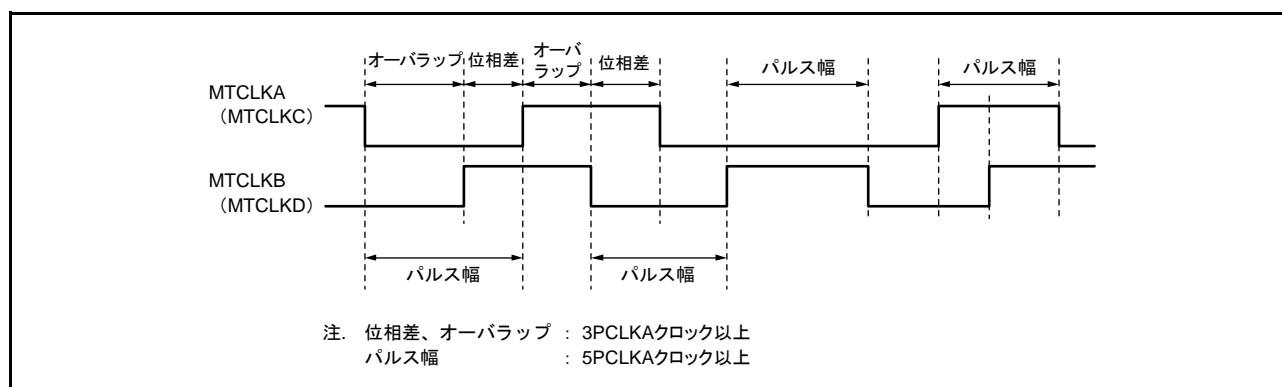 オーバラップ 位相差 オーバ
ラップ 位相差 パルス幅 パルス幅
MTCLKA
（MTCLKC）
MTCLKB
（MTCLKD）
パルス幅 パルス幅
注. 位相差、オーバラップ : 3PCLKAクロック以上
パルス幅 : 5PCLKAクロック以上